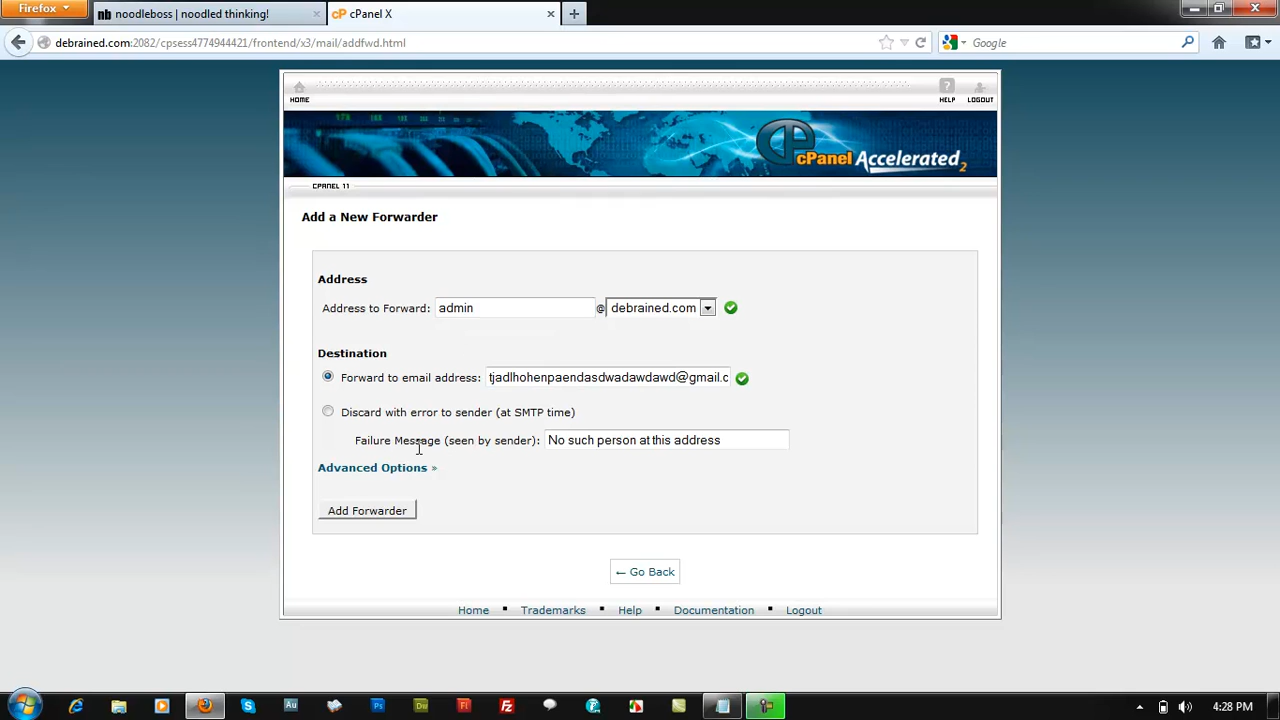 Firefox
noodleboss | noodled thinking!
cPanel X
debrained.com:2082/cpsess4774944421/frontend/x3/mail/addfwd.html
Google
HOME
HELP
LOGOUT
cPanel Accelerated2
CPANEL 11
Add a New Forwarder
Address
Address to Forward: admin @ debrained.com
Destination
Forward to email address: tjadlhohenpaendasdwadawdawd@gmail.c
Discard with error to sender (at SMTP time)
Failure Message (seen by sender): No such person at this address
Advanced Options »
Add Forwarder
← Go Back
Home ▪ Trademarks ▪ Help ▪ Documentation ▪ Logout
4:28 PM